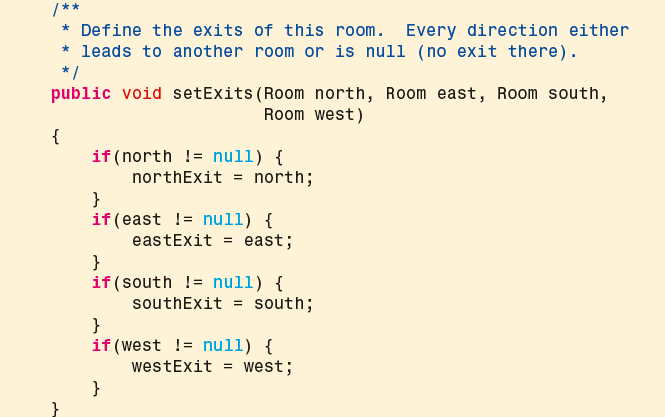 /**
 * Define the exits of this room.  Every direction either
 * leads to another room or is null (no exit there).
 */
public void setExits(Room north, Room east, Room south,
                     Room west)
{
    if(north != null) {
        northExit = north;
    }
    if(east != null) {
        eastExit = east;
    }
    if(south != null) {
        southExit = south;
    }
    if(west != null) {
        westExit = west;
    }
}